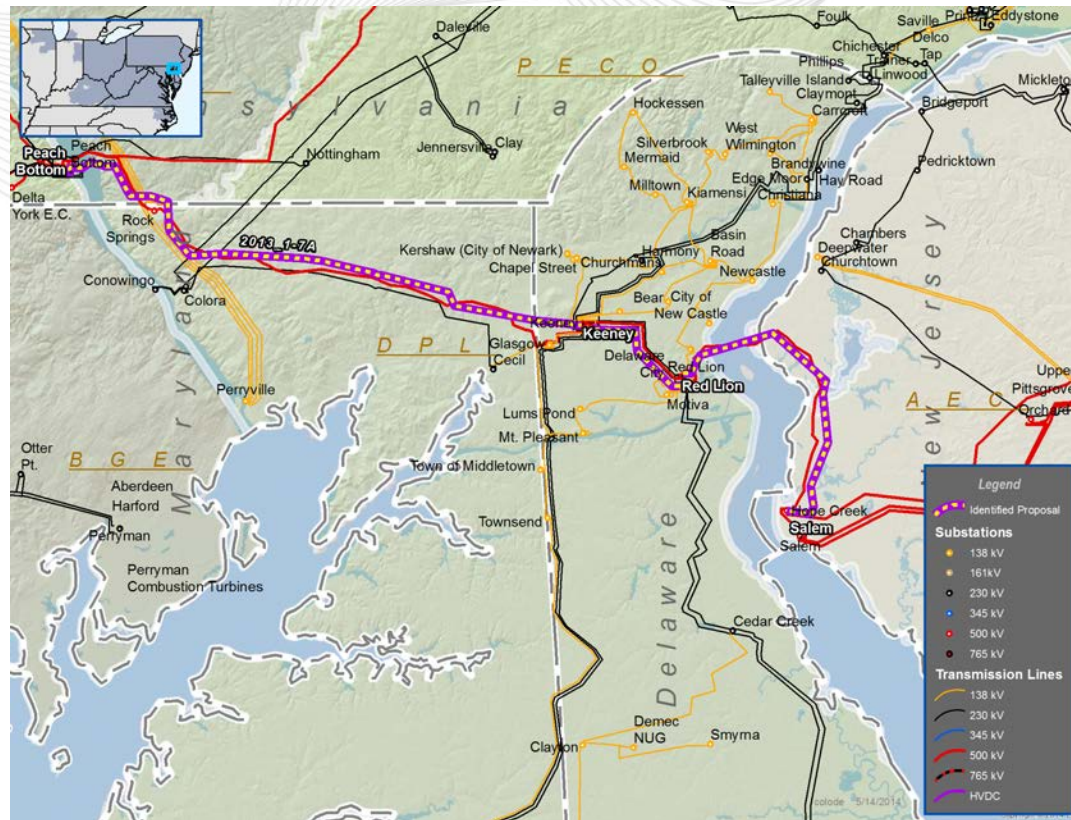 Daleville
Foulk
Saville
Printz
Eddystone
Delco
Tap
Chichester
Trainer
Linwood
Phillips
Island
Claymont
Mickleton
P E C O
Talleyville
Carrcroft
Bridgeport
n s y l v a n i a
Hockessen
Jennersville
Clay
Nottingham
Silverbrook
Mermaid
West
Wilmington
Brandywine
Edge Moor
Hay Road
Pedricktown
Peach
Bottom
Peach
Bottom
Delta
York E.C.
Milltown
Kiamensi
Christiana
Rock
Springs
2013_1-7A
Kershaw (City of Newark)
Chapel Street
Churchmans
Harmony
Basin
Road
Newcastle
Chambers
Deepwater
Churchtown
Conowingo
Colora
Bear
City of
New Castle
Keeney
Keeney
D P L
Glasgow
Cecil
Delaware
City
Red Lion
Red Lion
Motiva
Perryville
Lums Pond
Mt. Pleasant
A E C
Upper
Pittsgrove
Orchard
N e w J e r s e y
M a r y l a n d
B G E
Otter
Pt.
Aberdeen
Harford
Perryman
Perryman
Combustion Turbines
Town of Middletown
Townsend
Hope Creek
Salem
Salem
D e l a w a r e
Cedar Creek
Demec
NUG
Clayton
Smyrna
Legend
Identified Proposal
Substations
138 kV
161kV
230 kV
345 kV
500 kV
765 kV
Transmission Lines
138 kV
230 kV
345 kV
500 kV
765 kV
HVDC
colode 5/14/2014